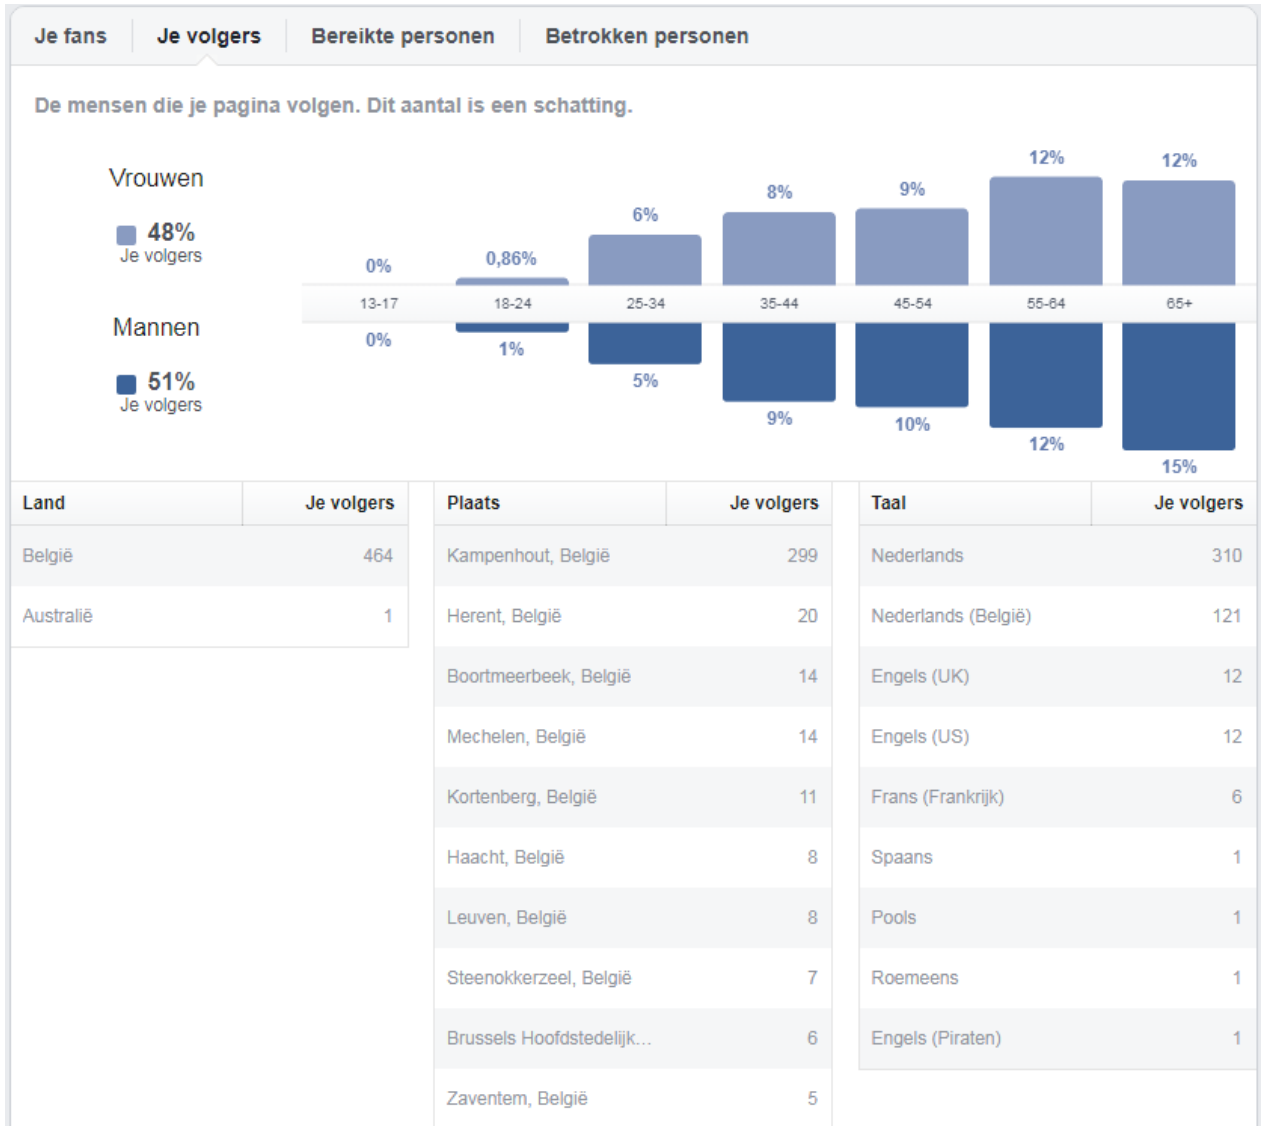 Je fans Je volgers Bereikte personen Betrokken personen
De mensen die je pagina volgen. Dit aantal is een schatting.
Vrouwen
48%
Je volgers
0% 0,86% 6% 8% 9% 12% 12%
13-17 18-24 25-34 35-44 45-54 55-64 65+
Mannen
51%
Je volgers
0% 1% 5% 9% 10% 12% 15%
Land Je volgers Plaats Je volgers Taal Je volgers
België 464 Kampenhout, België 299 Nederlands 310
Australië 1 Herent, België 20 Nederlands (België) 121
Boortmeerbeek, België 14 Engels (UK) 12
Mechelen, België 14 Engels (US) 12
Kortenberg, België 11 Frans (Frankrijk) 6
Haacht, België 8 Spaans 1
Leuven, België 8 Pools 1
Steenokkerzeel, België 7 Roemeens 1
Brussels Hoofdstedelijk... 6 Engels (Piraten) 1
Zaventem, België 5